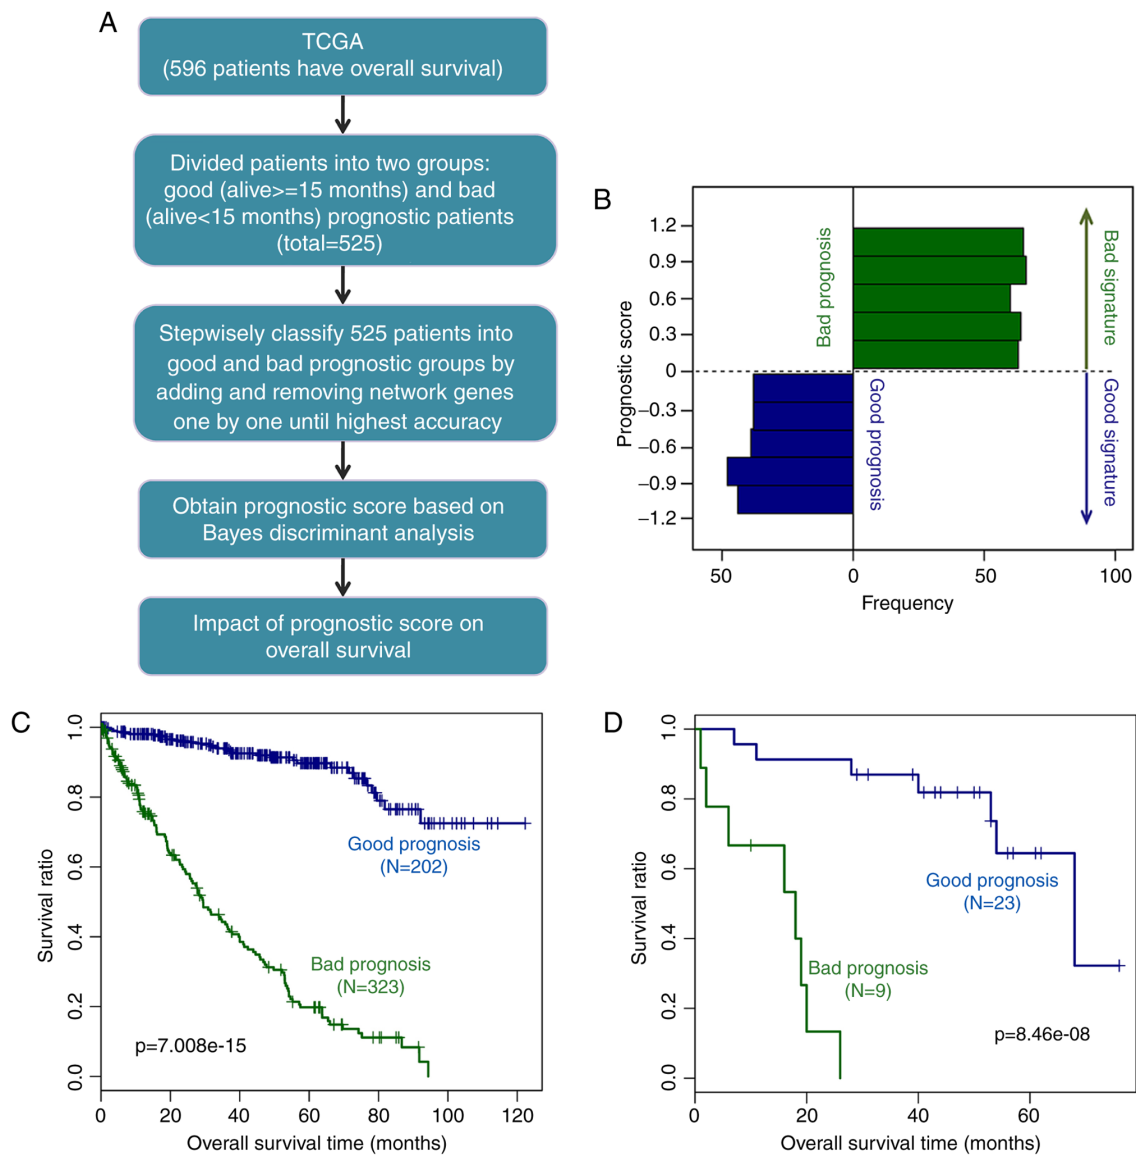 A
TCGA
(596 patients have overall survival)
Divided patients into two groups:
good (alive>=15 months) and bad
(alive<15 months) prognostic patients
(total=525)
Stepwisely classify 525 patients into
good and bad prognostic groups by
adding and removing network genes
one by one until highest accuracy
Obtain prognostic score based on
Bayes discriminant analysis
Impact of prognostic score on
overall survival
B
Prognostic score
1.2
0.9
0.6
0.3
0
−0.3
−0.6
−0.9
−1.2
Bad prognosis
Good prognosis
Bad signature
Good signature
50
0
50
100
Frequency
C
Survival ratio
1.0
0.8
0.6
0.4
0.2
0.0
Good prognosis
(N=202)
Bad prognosis
(N=323)
p=7.008e-15
0
20
40
60
80
100
120
Overall survival time (months)
D
Survival ratio
1.0
0.8
0.6
0.4
0.2
0.0
Good prognosis
(N=23)
Bad prognosis
(N=9)
p=8.46e-08
0
20
40
60
Overall survival time (months)